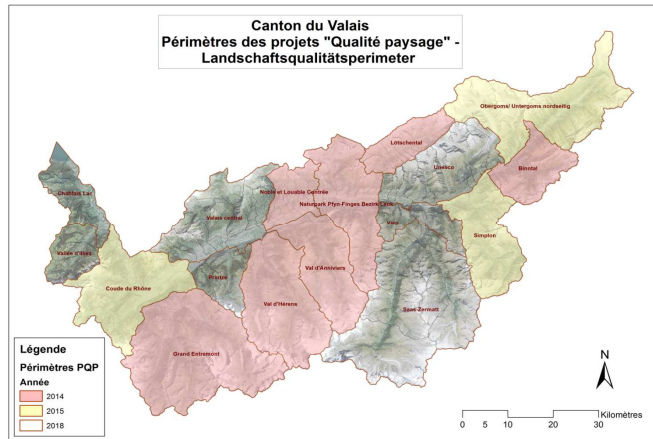 Canton du Valais
Périmètres des projets "Qualité paysage" -
Landschaftsqualitätsperimeter
Obergoms/ Untergoms nordseitig
Lötschental
Unesco
Binntal
Chablais Lac
Noble et Louable Contrée
Naturpark Pfyn-Finges Bezirk Leuk
Valais central
Vallée d'Illiez
Simplon
Plaine
Val d'Anniviers
Coude du Rhône
Val d'Hérens
Saas Zermatt
Grand Entremont
Légende
Périmètres PQP
Année
2014
2015
2018
N
Kilomètres
0 5 10 20 30